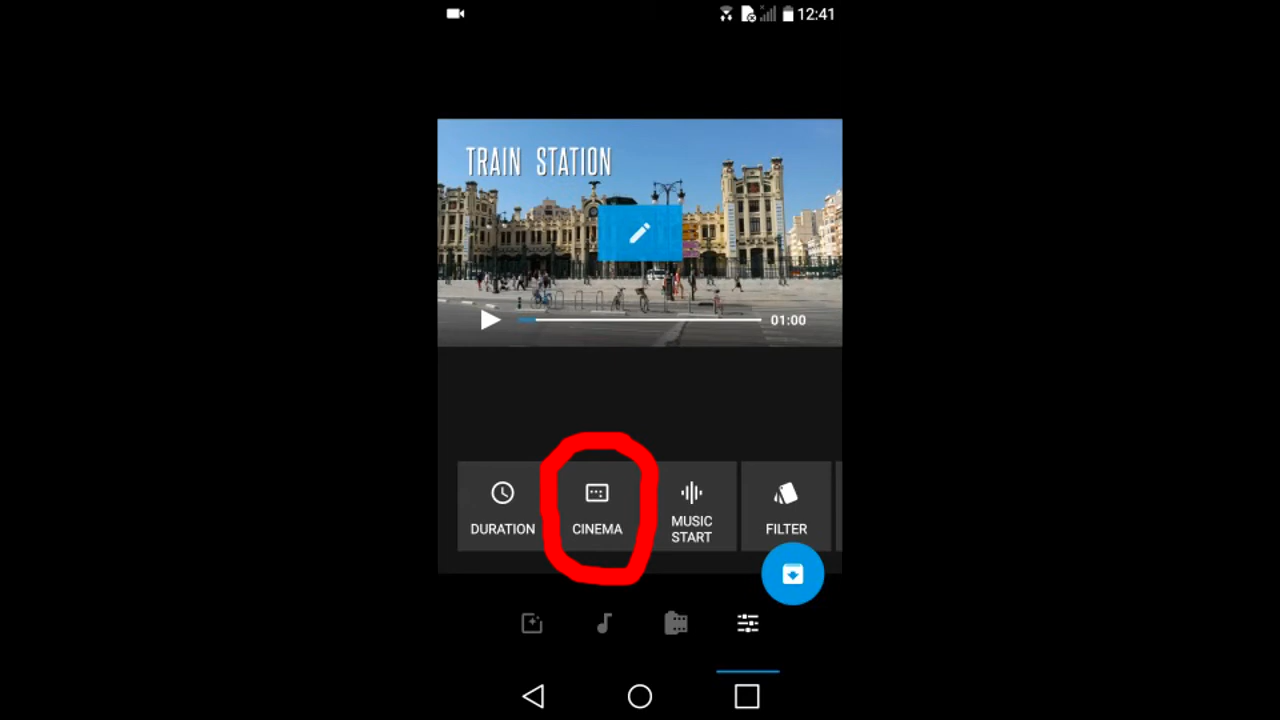 12:41
TRAIN STATION
01:00
DURATION
CINEMA
MUSIC
START
FILTER